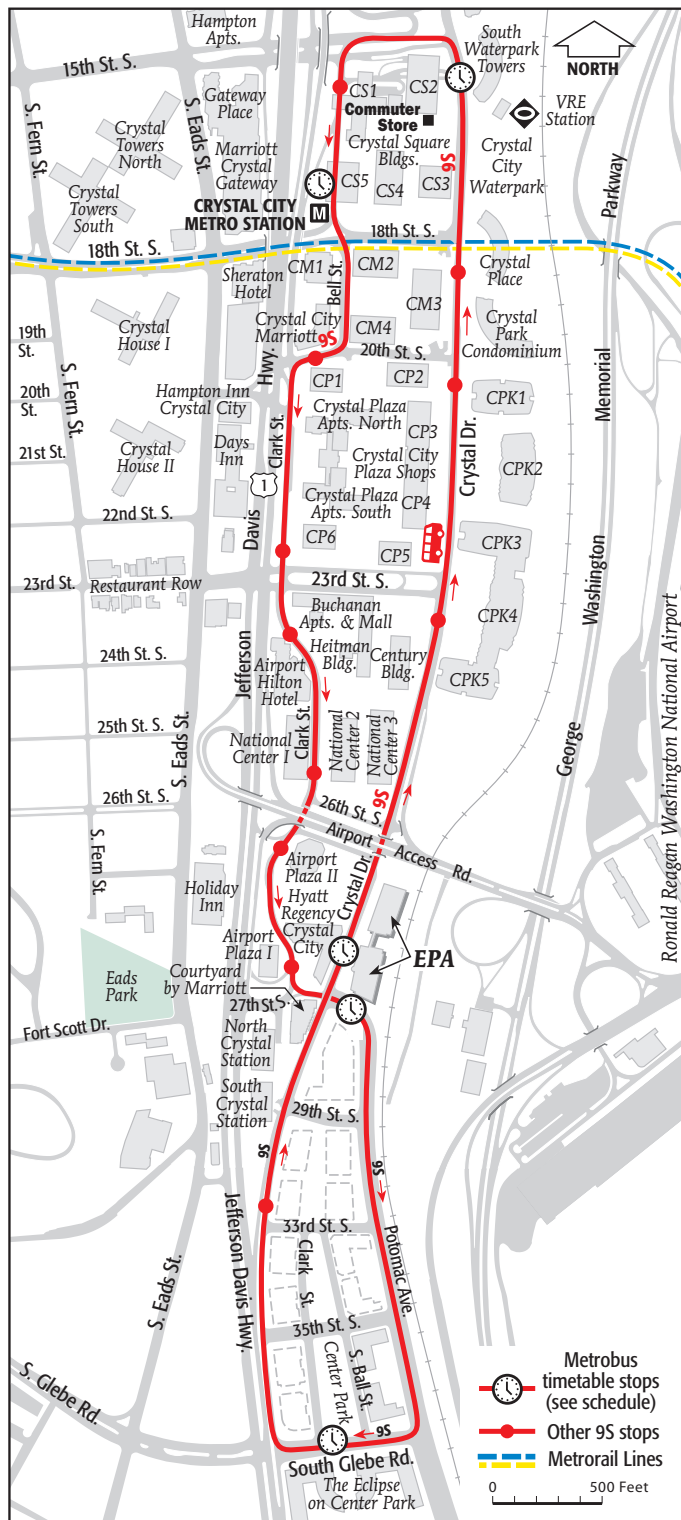 Hampton
Apts.
15th St. S.
S. Fern St.
S. Eads St.
Gateway
Place
Crystal
Towers
North
Marriott
Crystal
Gateway
Crystal
Towers
South
CRYSTAL CITY
METRO STATION
M
18th St. S.
CS1
CS2
Commuter
Store
Crystal Square
Bldgs.
CS5
CS4
CS3
9S
South
Waterpark
Towers
NORTH
VRE
Station
Crystal
City
Waterpark
Parkway
18th St. S.
Sheraton
Hotel
CM1
Bell St.
CM2
CM3
CM4
Crystal
Place
Crystal
Park
Condominium
Crystal City
Marriott
9S
20th St. S.
19th
St.
Crystal
House I
S. Fern St.
20th
St.
Hampton Inn
Crystal City
Hwy.
Clark St.
CP1
CP2
CPK1
Crystal Plaza
Apts. North
CP3
Crystal City
Plaza Shops
CP4
Crystal Plaza
Apts. South
Crystal Dr.
CPK2
Memorial
21st St.
Crystal
House II
Days
Inn
1
Davis
22nd St. S.
CP6
CP5
CPK3
23rd St.
Restaurant Row
23rd St. S.
Buchanan
Apts. & Mall
Heitman
Bldg.
Century
Bldg.
CPK4
CPK5
Washington
Ronald Reagan Washington National Airport
24th St. S.
Jefferson
Airport
Hilton
Hotel
Clark St.
25th St. S.
S. Eads St.
National
Center I
National
Center 2
National
Center 3
George
26th St. S.
9S
26th St. S.
Airport
Access
Rd.
S. Fern St.
Holiday
Inn
Airport
Plaza II
Crystal Dr.
Hyatt
Regency
Crystal
City
EPA
Airport
Plaza I
Courtyard
by Marriott
Eads
Park
27th St. S.
Fort Scott Dr.
North
Crystal
Station
South
Crystal
Station
29th St. S.
9S
9S
33rd St. S.
Clark
St.
Potomac Ave.
S. Eads St.
Jefferson Davis Hwy.
35th St. S.
Center Park
S. Ball St.
S. Glebe Rd.
9S
South Glebe Rd.
The Eclipse
on Center Park
Metrobus
timetable stops
(see schedule)
Other 9S stops
Metrorail Lines
0
500 Feet